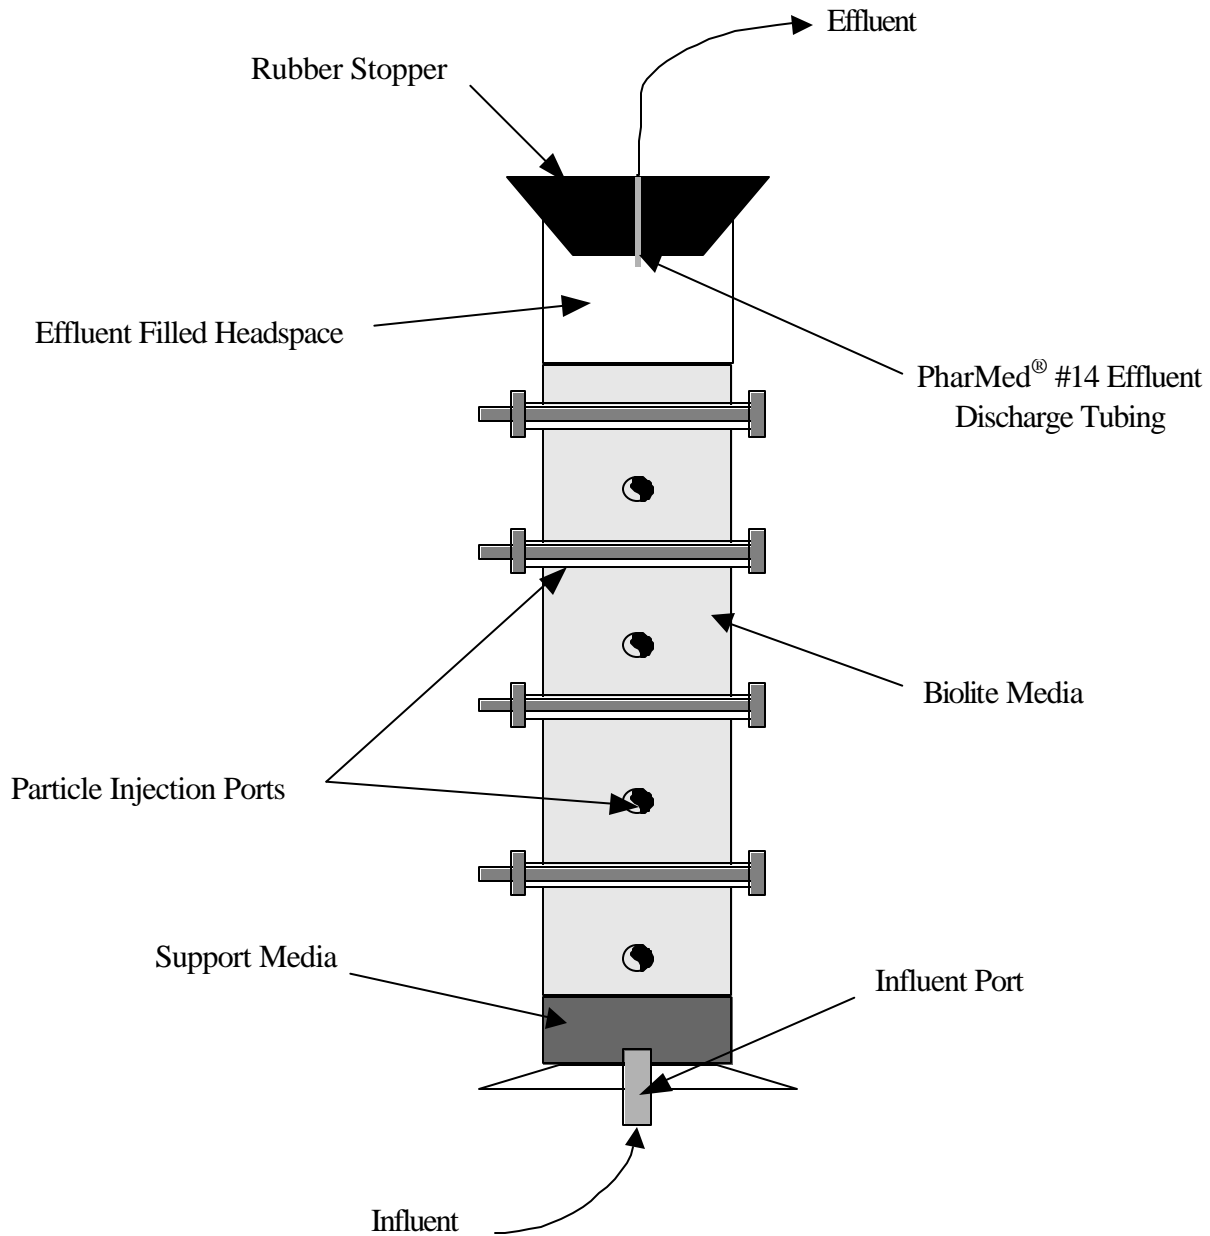 Effluent
Rubber Stopper
Effluent Filled Headspace
PharMed® #14 Effluent
Discharge Tubing
Biolite Media
Particle Injection Ports
Support Media
Influent Port
Influent